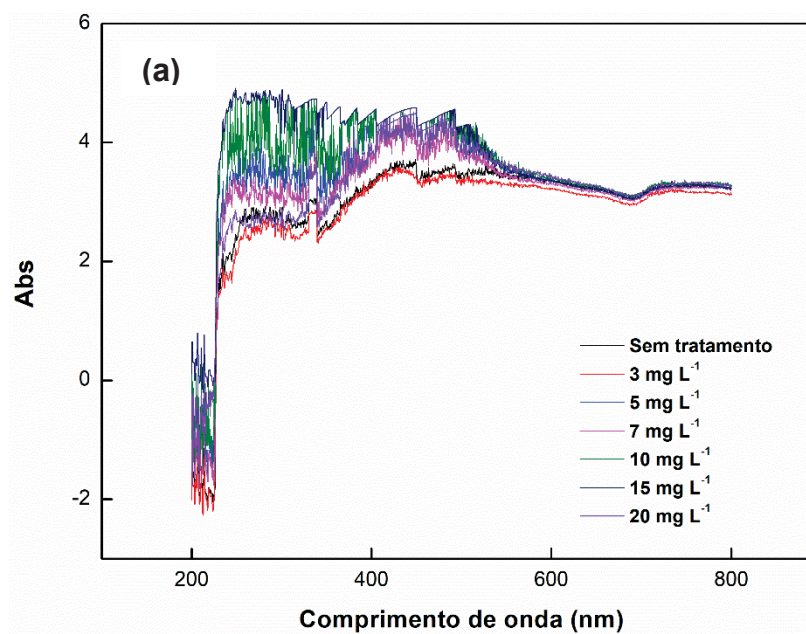 (a)
6
4
2
0
-2
Abs
Sem tratamento
3 mg L⁻¹
5 mg L⁻¹
7 mg L⁻¹
10 mg L⁻¹
15 mg L⁻¹
20 mg L⁻¹
200 400 600 800
Comprimento de onda (nm)